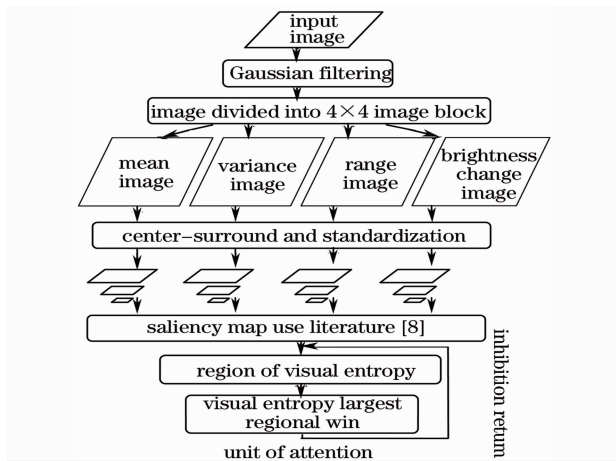 input
image
Gaussian filtering
image divided into 4×4 image block
mean
image
variance
image
range
image
brightness
change
image
center-surround and standardization
saliency map use literature [8]
region of visual entropy
visual entropy largest
regional win
unit of attention
inhibition retum